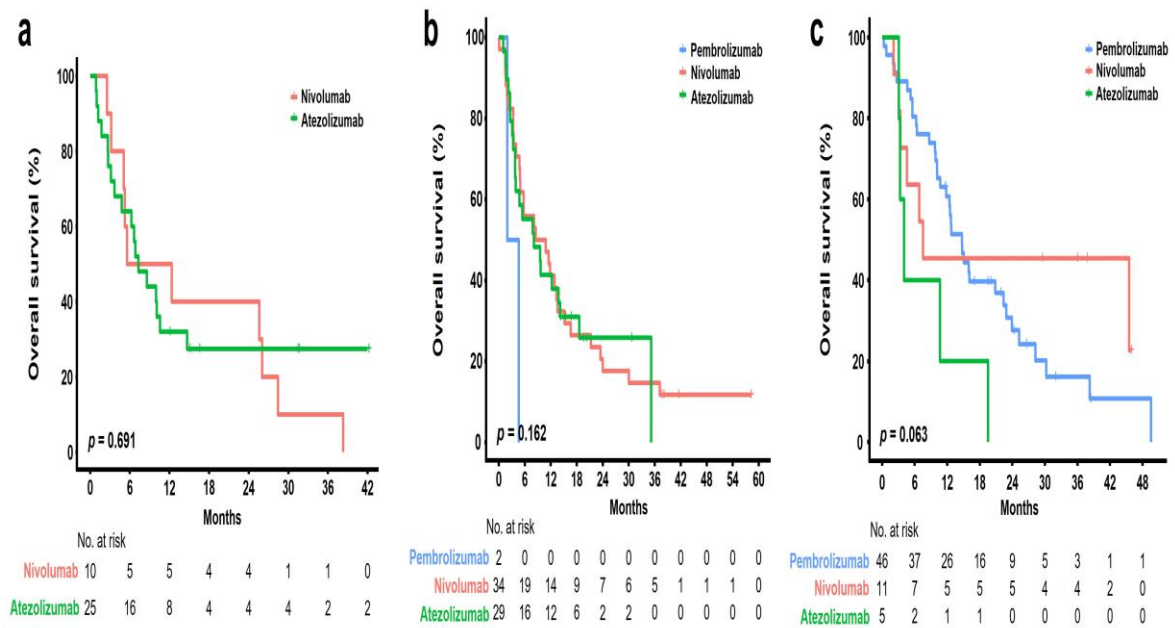 a
Overall survival (%)
100
80
60
40
20
0
Nivolumab
Atezolizumab
p = 0.691
0 6 12 18 24 30 36 42
Months
No. at risk
Nivolumab 10 5 5 4 4 1 1 0
Atezolizumab 25 16 8 4 4 4 2 2
b
Overall survival (%)
100
80
60
40
20
0
Pembrolizumab
Nivolumab
Atezolizumab
p = 0.162
0 6 12 18 24 30 36 42 48 54 60
Months
No. at risk
Pembrolizumab 2 0 0 0 0 0 0 0 0 0 0
Nivolumab 34 19 14 9 7 6 5 1 1 1 0
Atezolizumab 29 16 12 6 2 2 0 0 0 0 0
c
Overall survival (%)
100
80
60
40
20
0
Pembrolizumab
Nivolumab
Atezolizumab
p = 0.063
0 6 12 18 24 30 36 42 48
Months
No. at risk
Pembrolizumab 46 37 26 16 9 5 3 1 1
Nivolumab 11 7 5 5 5 4 4 2 0
Atezolizumab 5 2 1 1 0 0 0 0 0